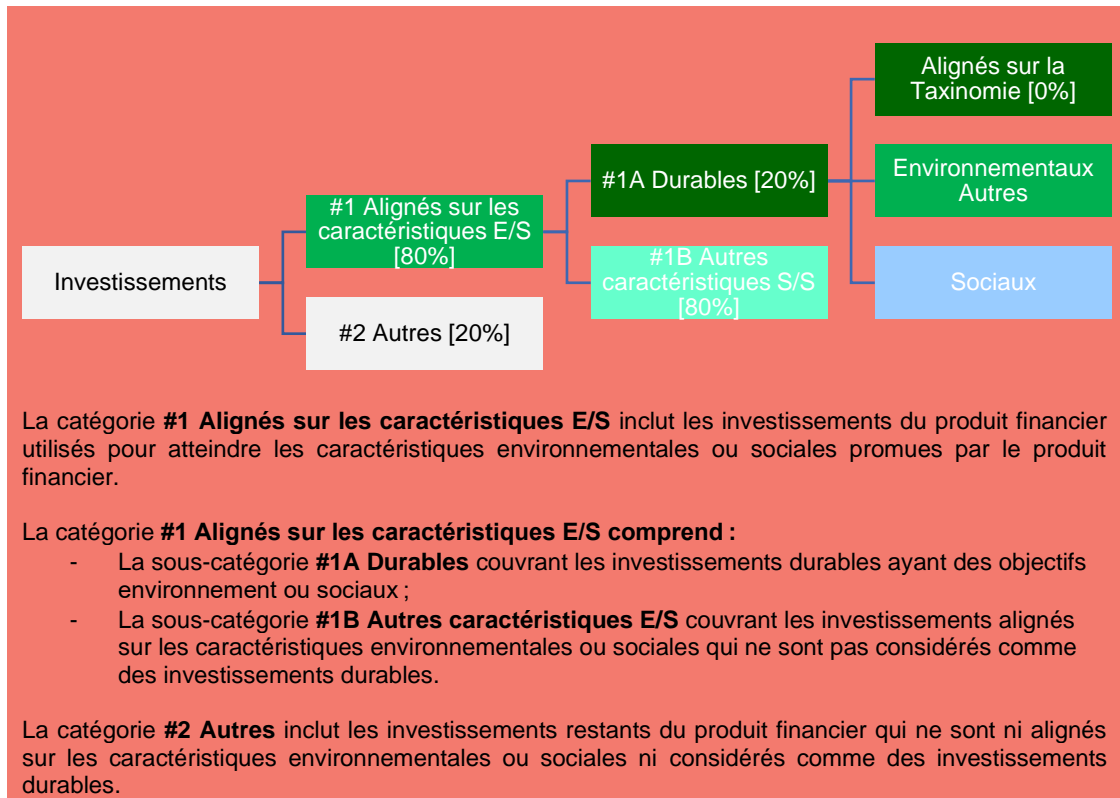 Alignés sur la
Taxinomie [0%]
#1A Durables [20%]
Environnementaux
Autres
#1 Alignés sur les
caractéristiques E/S
[80%]
Investissements
#1B Autres
caractéristiques S/S
[80%]
Sociaux
#2 Autres [20%]
La catégorie #1 Alignés sur les caractéristiques E/S inclut les investissements du produit financier
utilisés pour atteindre les caractéristiques environnementales ou sociales promues par le produit
financier.
La catégorie #1 Alignés sur les caractéristiques E/S comprend :
- La sous-catégorie #1A Durables couvrant les investissements durables ayant des objectifs
environnement ou sociaux ;
- La sous-catégorie #1B Autres caractéristiques E/S couvrant les investissements alignés
sur les caractéristiques environnementales ou sociales qui ne sont pas considérés comme
des investissements durables.
La catégorie #2 Autres inclut les investissements restants du produit financier qui ne sont ni alignés
sur les caractéristiques environnementales ou sociales ni considérés comme des investissements
durables.